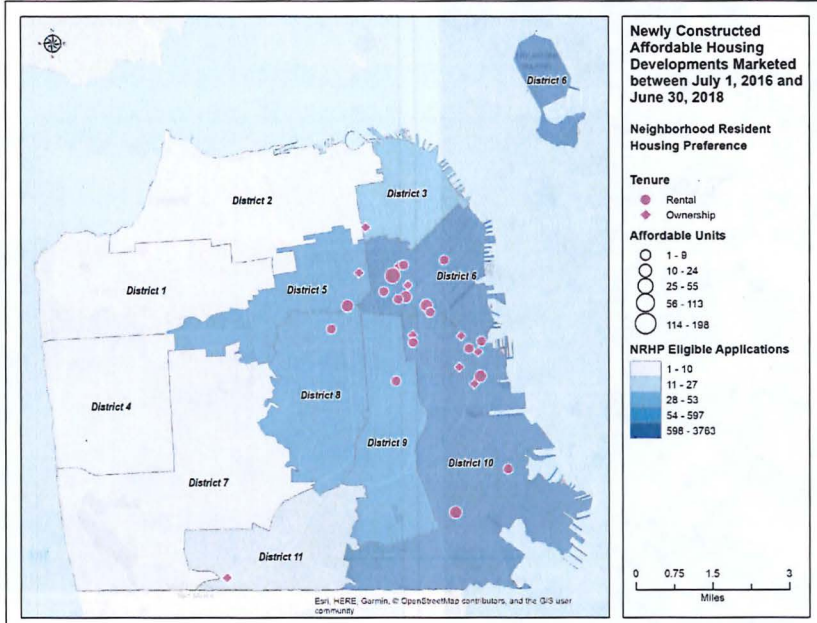 Newly Constructed
Affordable Housing
Developments Marketed
between July 1, 2016 and
June 30, 2018
Neighborhood Resident
Housing Preference
Tenure
Rental
Ownership
Affordable Units
1 - 9
10 - 24
25 - 55
56 - 113
114 - 198
NRHP Eligible Applications
1 - 10
11 - 27
28 - 53
54 - 597
598 - 3763
0 0.75 1.5 3
Miles
District 6
District 3
District 2
District 6
District 1
District 5
District 8
District 4
District 9
District 10
District 7
District 11
Esri, HERE, Garmin, © OpenStreetMap contributors, and the GIS user
community